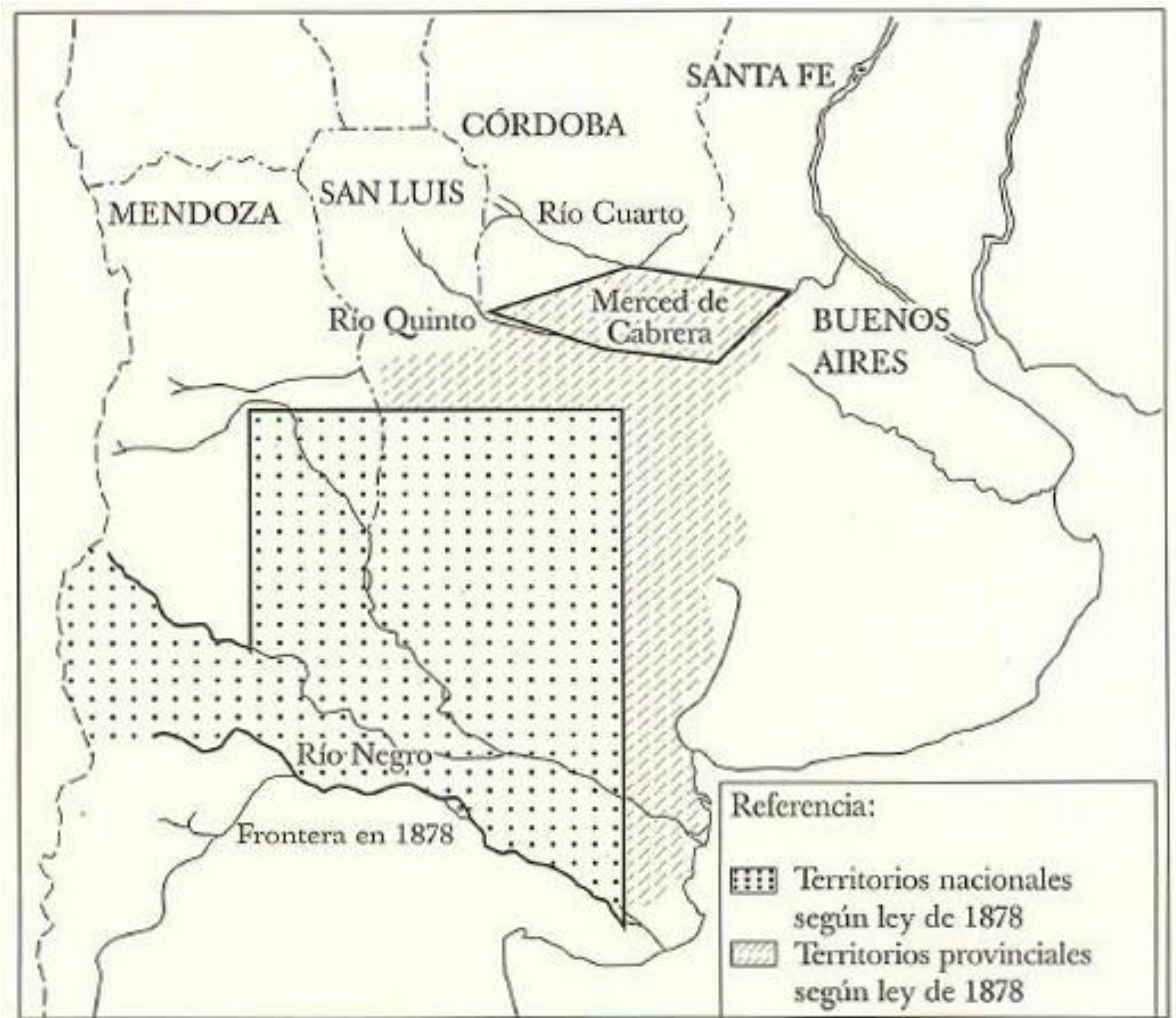 SANTA FE
CÓRDOBA
SAN LUIS
MENDOZA
Río Cuarto
Merced de
Cabrera
Río Quinto
BUENOS
AIRES
Río Negro
Frontera en 1878
Referencia:
Territorios nacionales
según ley de 1878
Territorios provinciales
según ley de 1878